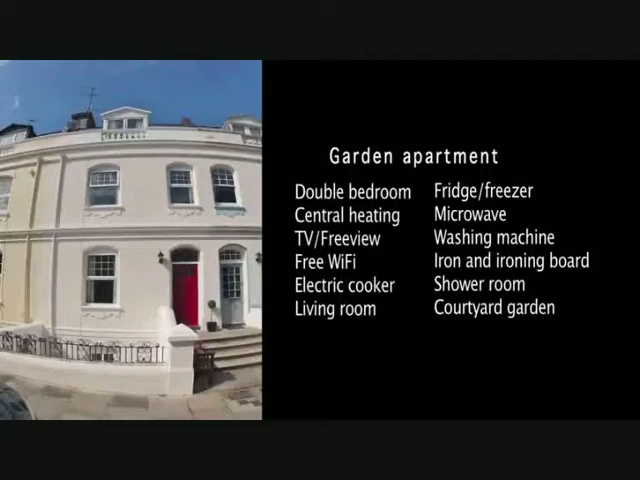 Garden apartment
Double bedroom
Central heating
TV/Freeview
Free WiFi
Electric cooker
Living room
Fridge/freezer
Microwave
Washing machine
Iron and ironing board
Shower room
Courtyard garden